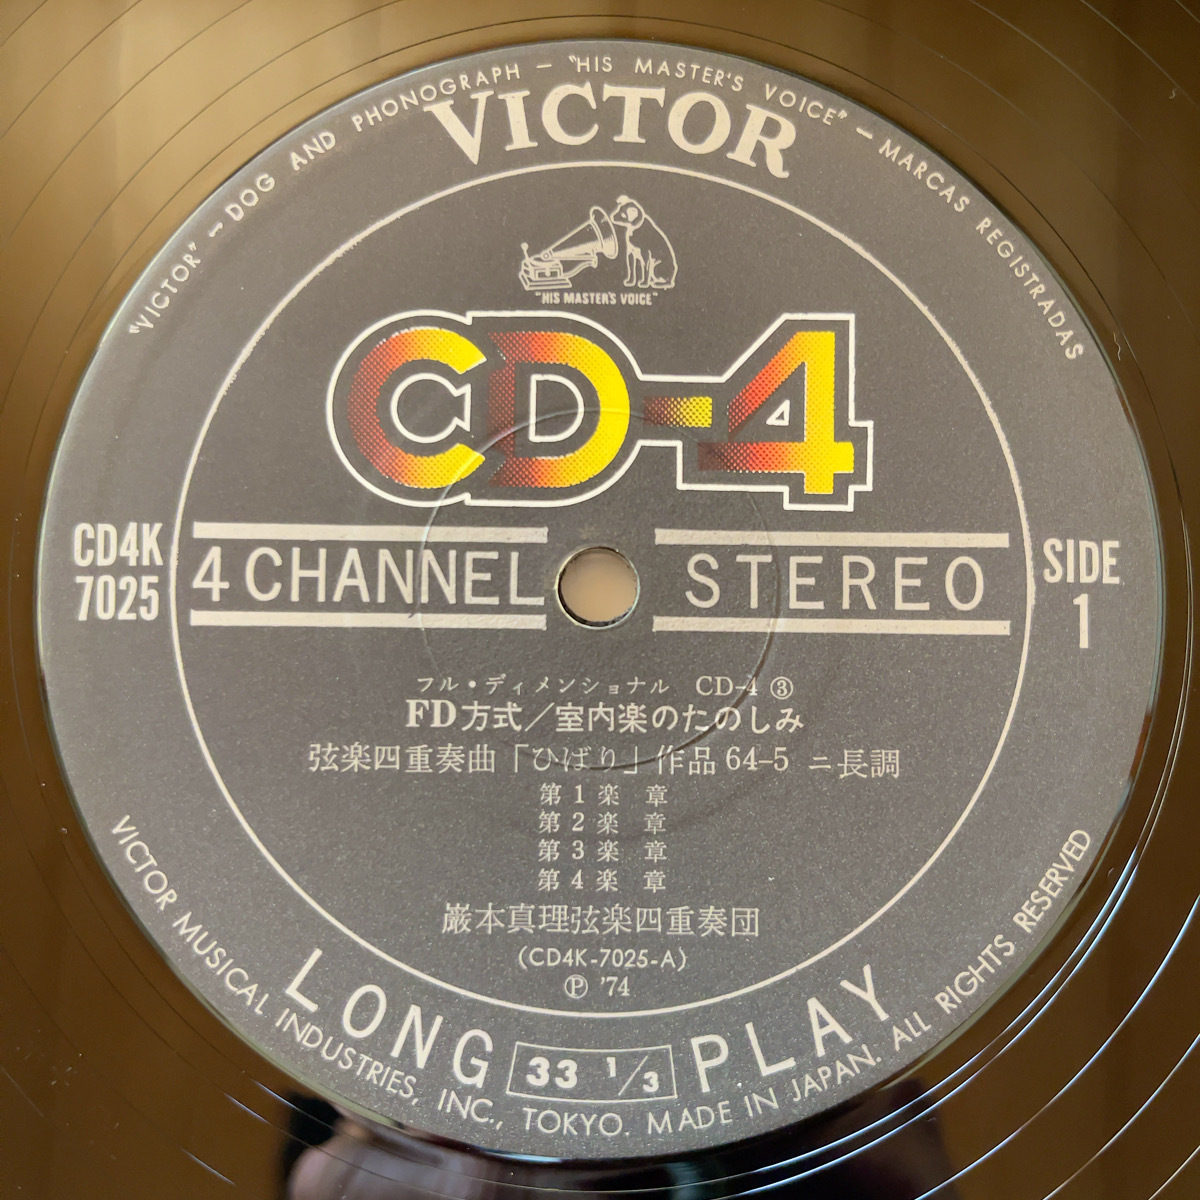 "VICTOR" – DOG AND PHONOGRAPH – "HIS MASTER'S VOICE" – MARCAS REGISTRADAS
VICTOR
"HIS MASTER'S VOICE"
CD-4
CD4K
7025
4 CHANNEL STEREO
SIDE
1
フル・ディメンショナル CD-4 ③
FD方式/室内楽のたのしみ
弦楽四重奏曲「ひばり」作品 64-5 ニ長調
第1楽章
第2楽章
第3楽章
第4楽章
巌本真理弦楽四重奏団
(CD4K-7025-A)
Ⓟ '74
LONG 33 1/3 PLAY
VICTOR MUSICAL INDUSTRIES, INC., TOKYO. MADE IN JAPAN. ALL RIGHTS RESERVED